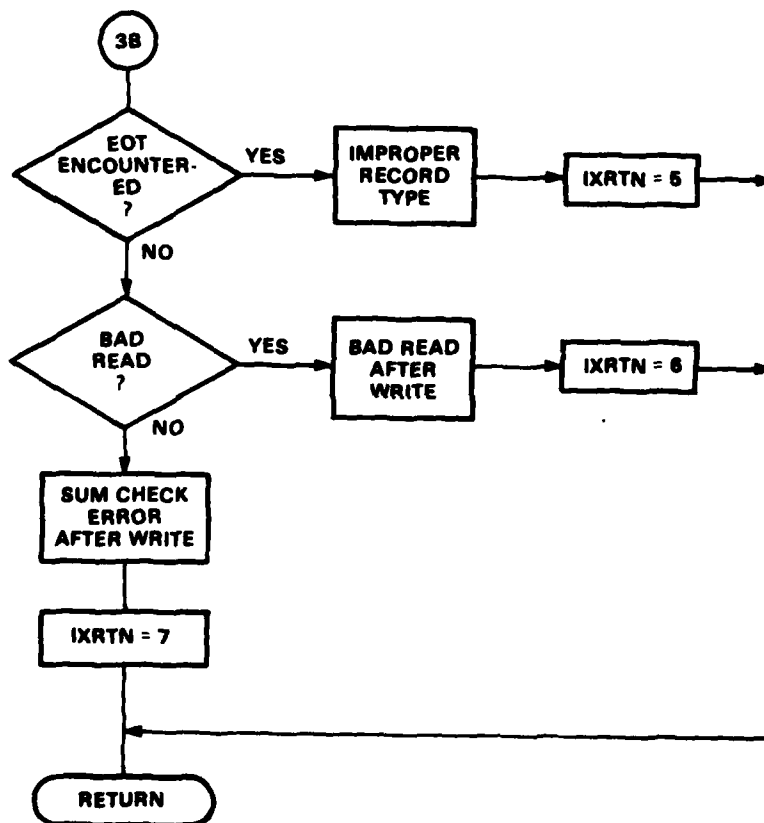 3B
EOT
ENCOUNTER-
ED
?
YES
IMPROPER
RECORD
TYPE
IXRTN = 5
NO
BAD
READ
?
YES
BAD READ
AFTER
WRITE
IXRTN = 6
NO
SUM CHECK
ERROR
AFTER WRITE
IXRTN = 7
RETURN